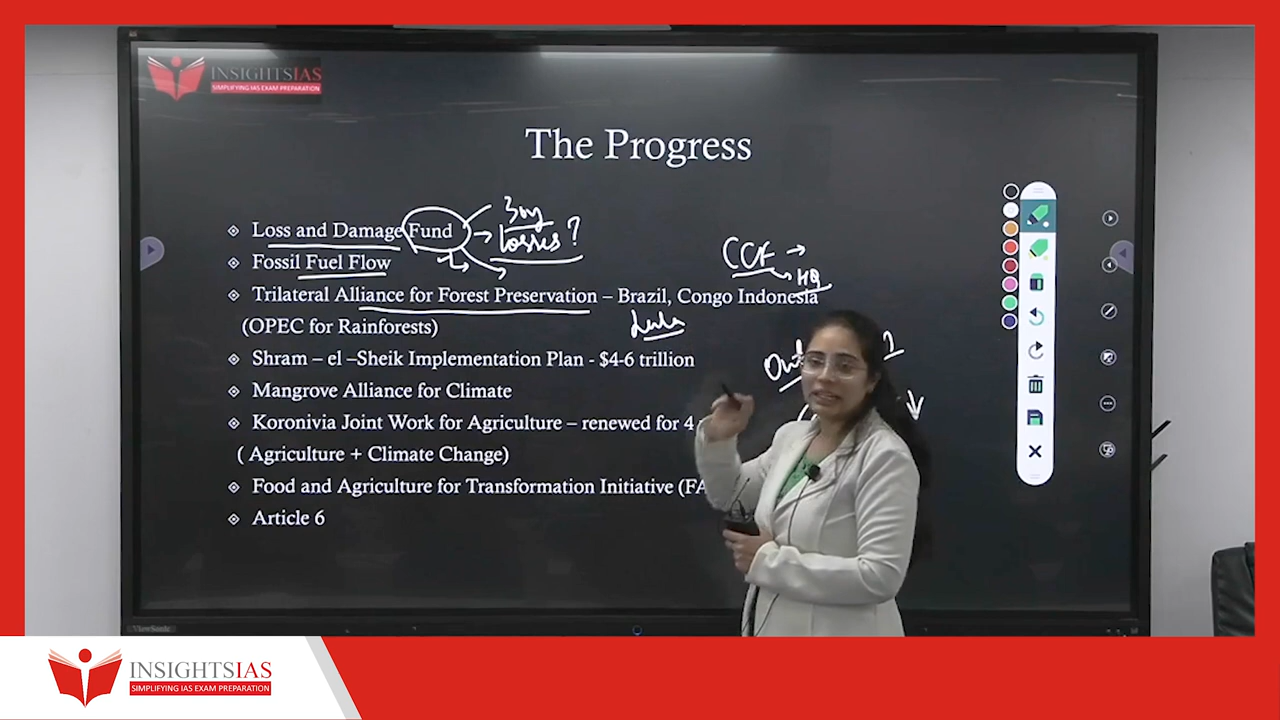 INSIGHTSIAS
SIMPLIFYING IAS EXAM PREPARATION
The Progress
Loss and Damage Fund
losses?
Fossil Fuel Flow
HQ
Trilateral Alliance for Forest Preservation – Brazil, Congo Indonesia
(OPEC for Rainforests)
Lula
Shram – el –Sheik Implementation Plan - $4-6 trillion
Mangrove Alliance for Climate
Koronivia Joint Work for Agriculture – renewed for 4
( Agriculture + Climate Change)
Food and Agriculture for Transformation Initiative (FA
Article 6
ViewSonic
INSIGHTSIAS
SIMPLIFYING IAS EXAM PREPARATION